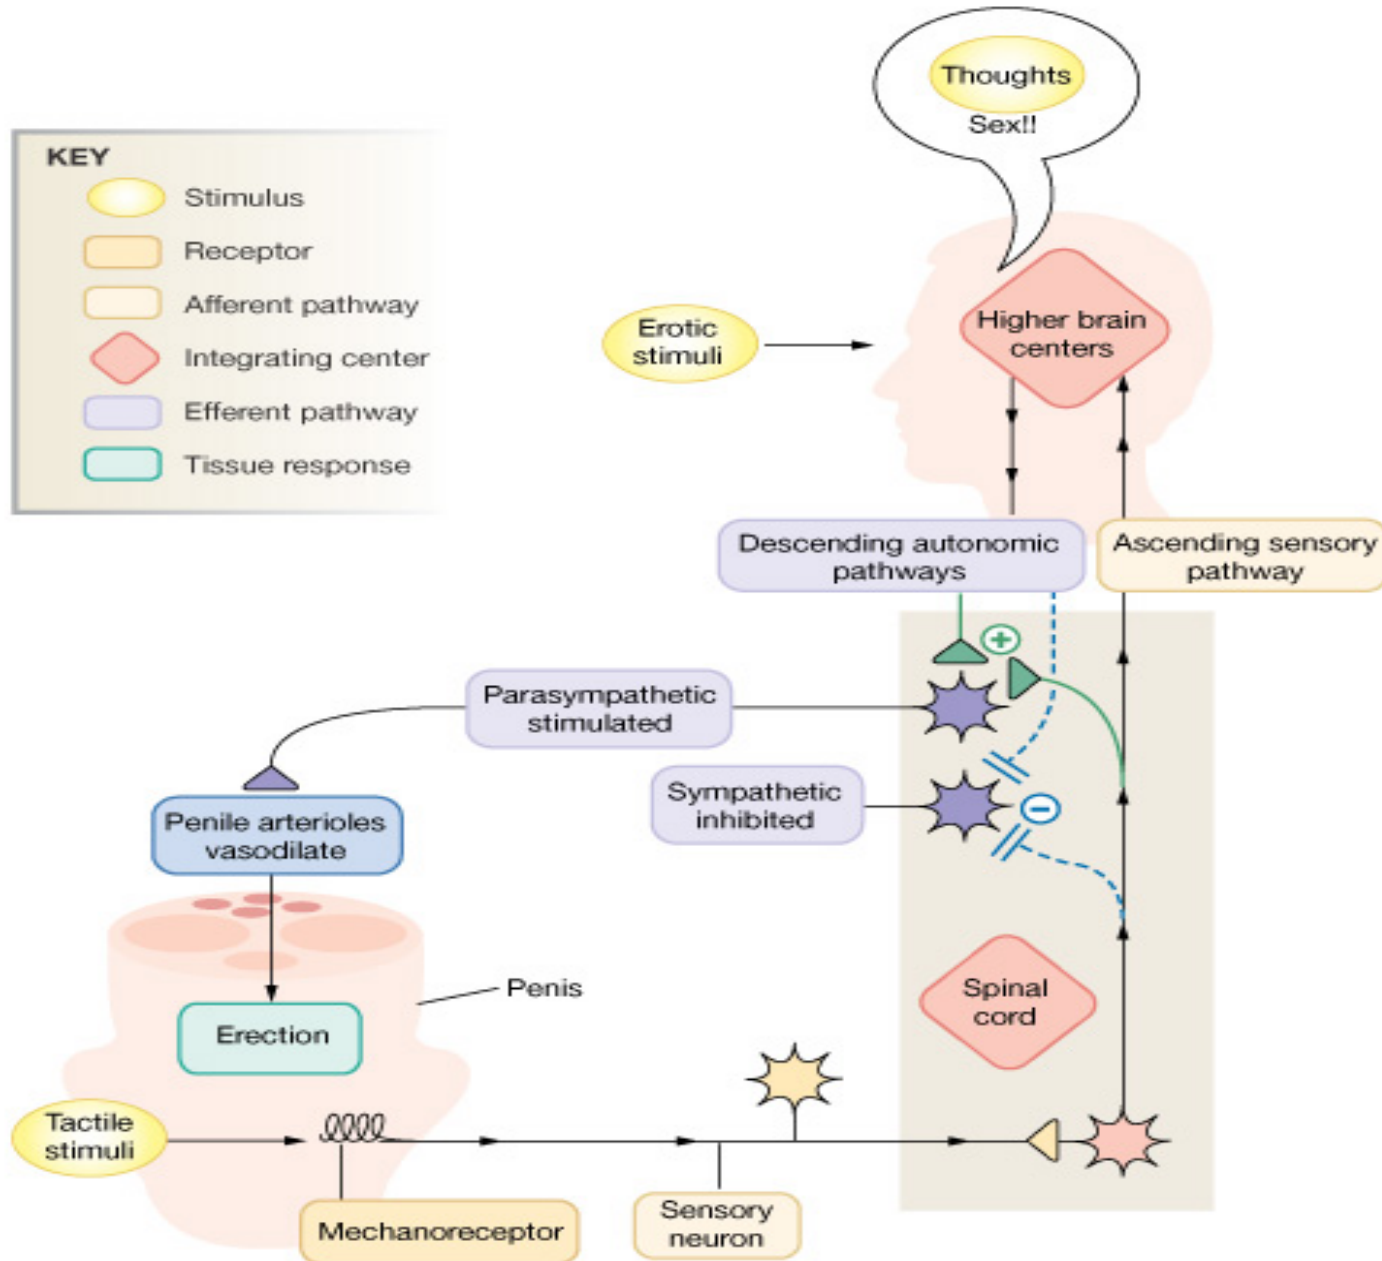 Thoughts
Sex!!
KEY
Stimulus
Receptor
Afferent pathway
Integrating center
Efferent pathway
Tissue response
Erotic
stimuli
Higher brain
centers
Descending autonomic
pathways
Ascending sensory
pathway
+
Parasympathetic
stimulated
Sympathetic
inhibited
−
Penile arterioles
vasodilate
Penis
Erection
Spinal
cord
Tactile
stimuli
Mechanoreceptor
Sensory
neuron